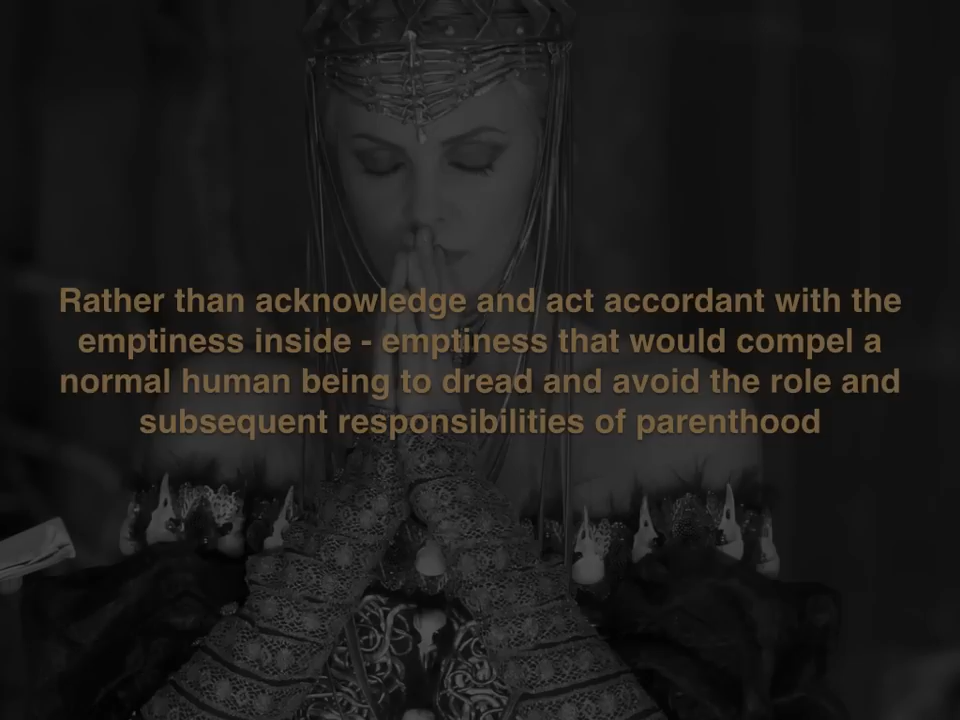 Rather than acknowledge and act accordant with the
emptiness inside - emptiness that would compel a
normal human being to dread and avoid the role and
subsequent responsibilities of parenthood